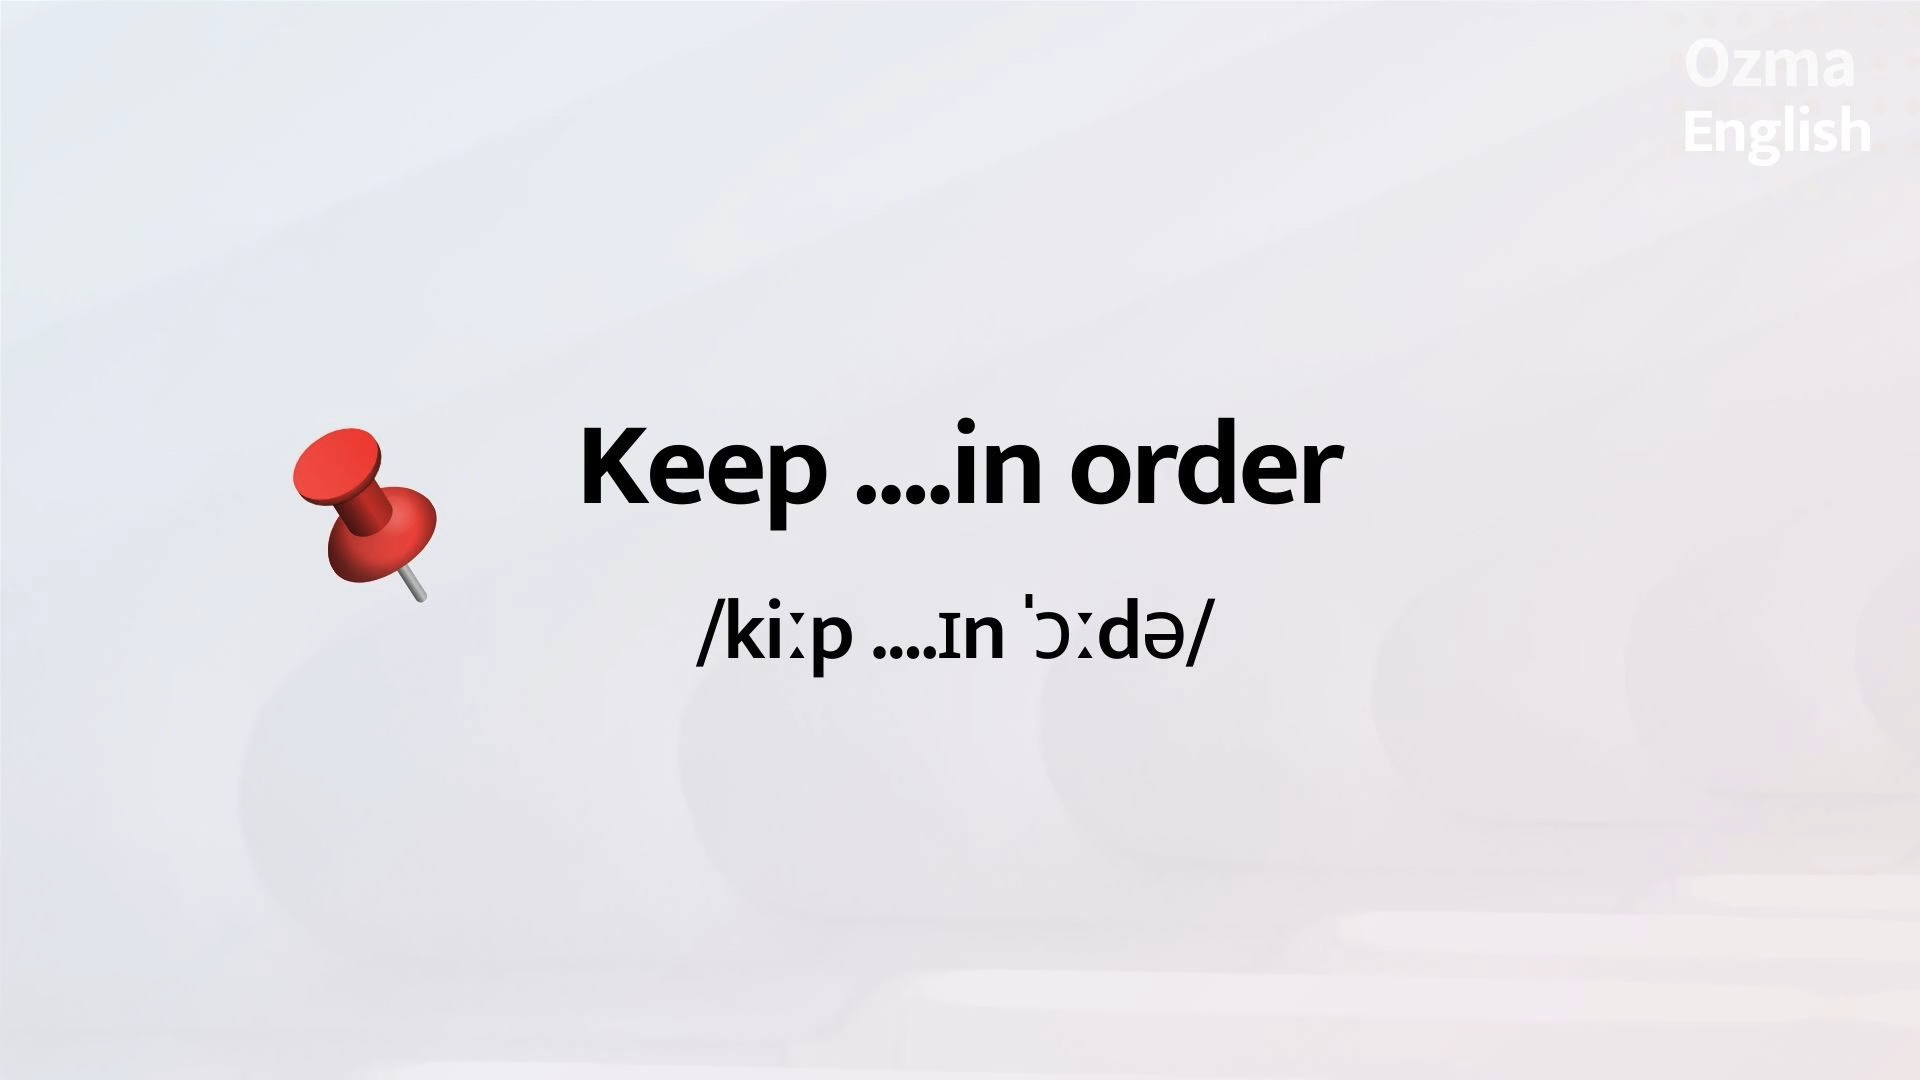 Ozma
English
Keep ....in order
/kiːp ....ɪn ˈɔːdə/